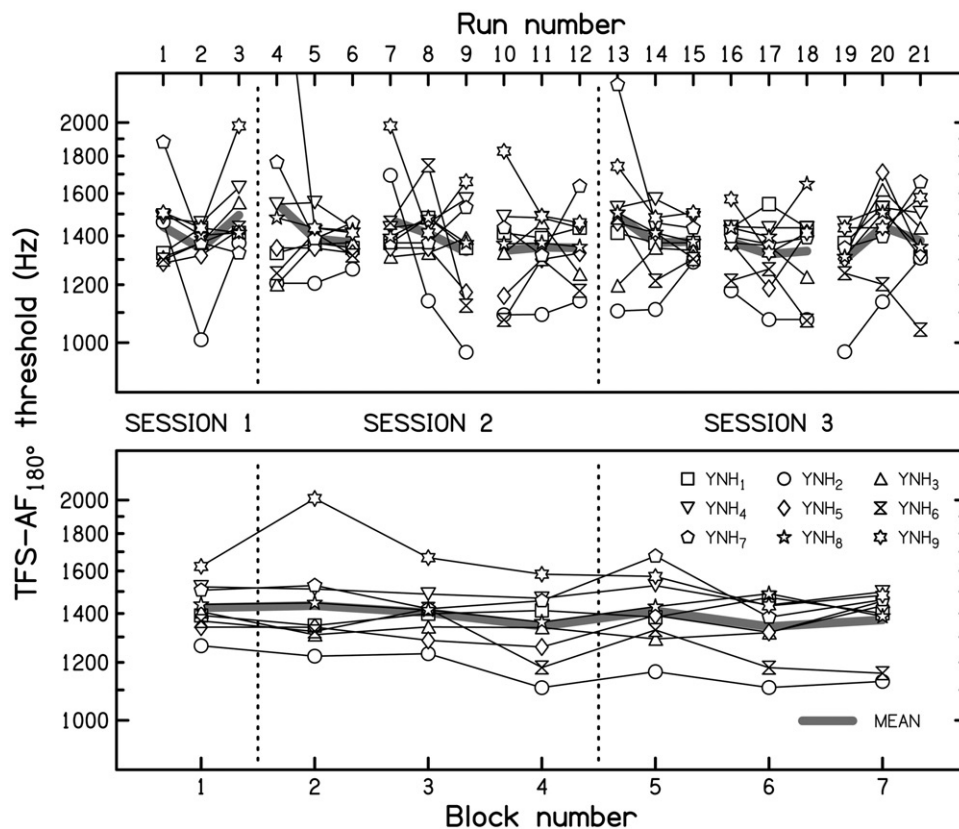 Run number
1 2 3 4 5 6 7 8 9 10 11 12 13 14 15 16 17 18 19 20 21
2000
1800
1600
1400
1200
1000
TFS-AF180° threshold (Hz)
SESSION 1 SESSION 2 SESSION 3
2000
1800
1600
1400
1200
1000
YNH1 YNH2 YNH3
YNH4 YNH5 YNH6
YNH7 YNH8 YNH9
MEAN
1 2 3 4 5 6 7
Block number